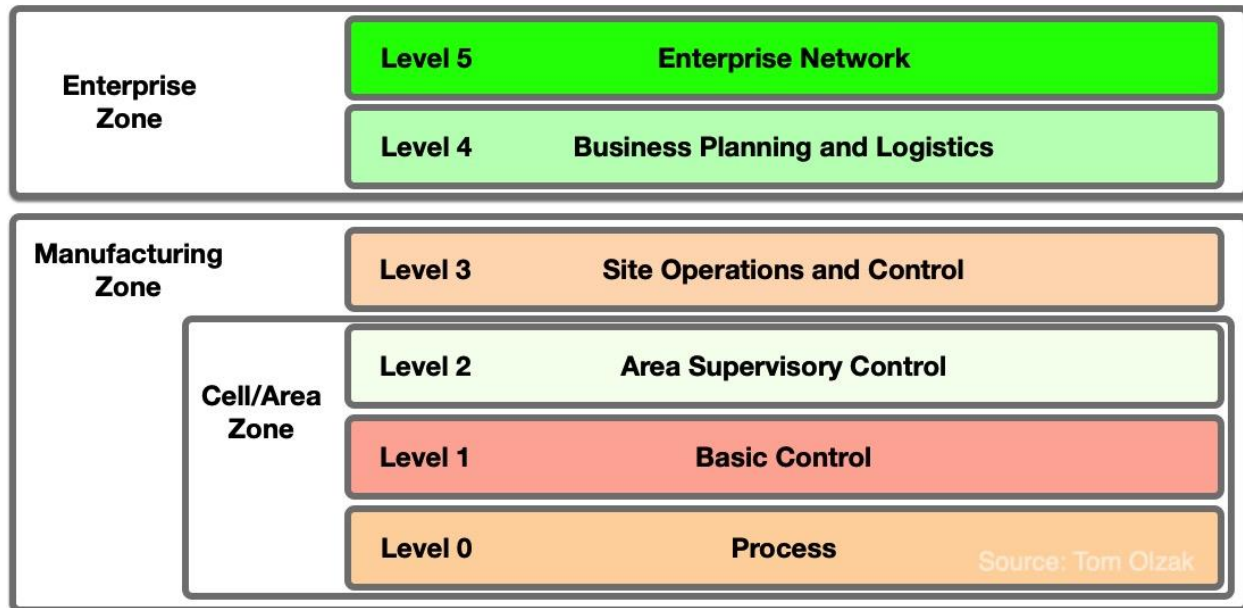 Enterprise
Zone
Level 5 Enterprise Network
Level 4 Business Planning and Logistics
Manufacturing
Zone
Level 3 Site Operations and Control
Cell/Area
Zone
Level 2 Area Supervisory Control
Level 1 Basic Control
Level 0 Process
Source: Tom Olzak